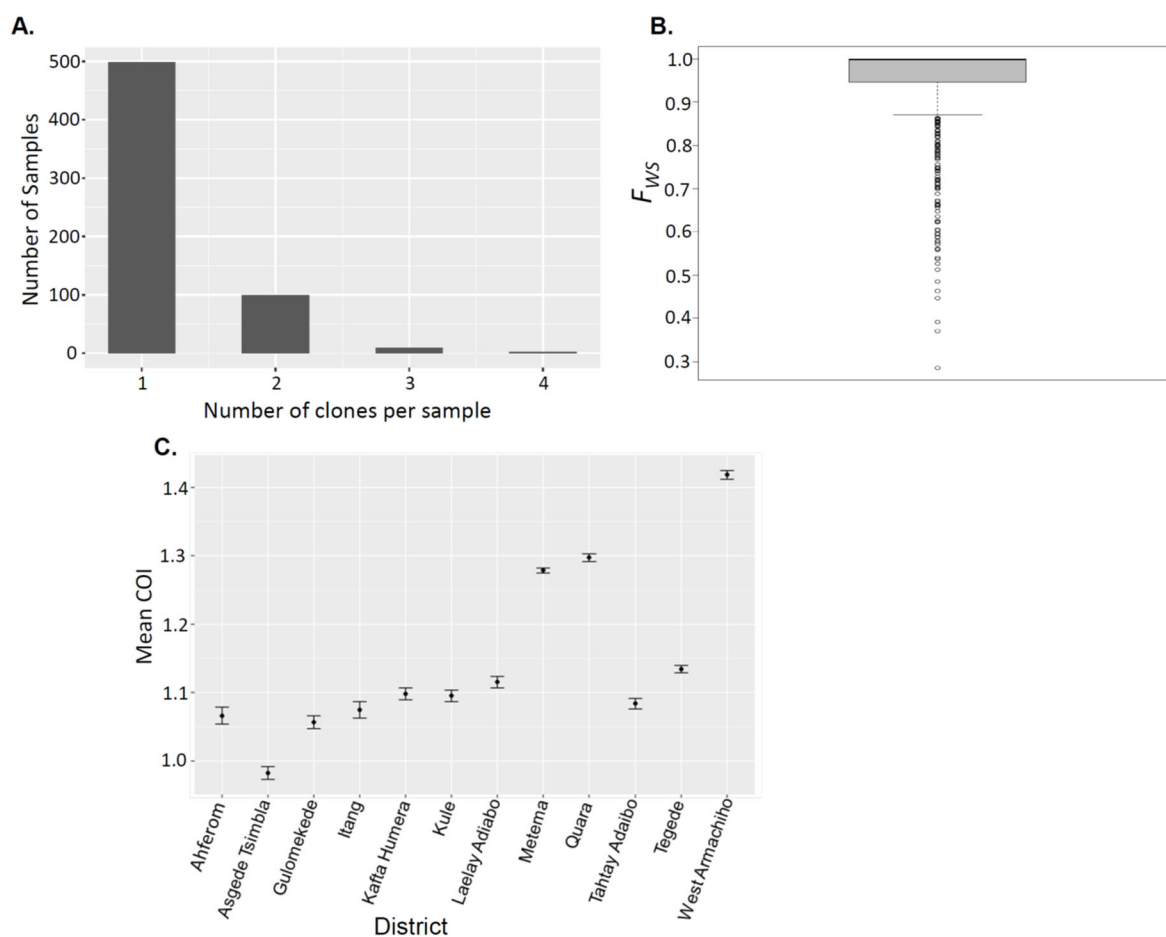 A.
500
400
300
200
100
0
Number of Samples
1 2 3 4
Number of clones per sample
B.
1.0
0.9
0.8
0.7
0.6
0.5
0.4
0.3
F_WS
C.
1.4
1.3
1.2
1.1
1.0
Mean COI
Ahferom
Asgede Tsimbla
Gulomekede
Itang
Kafta Humera
Kule
Laelay Adiabo
Metema
Quara
Tahtay Adaibo
Tegede
West Armachiho
District